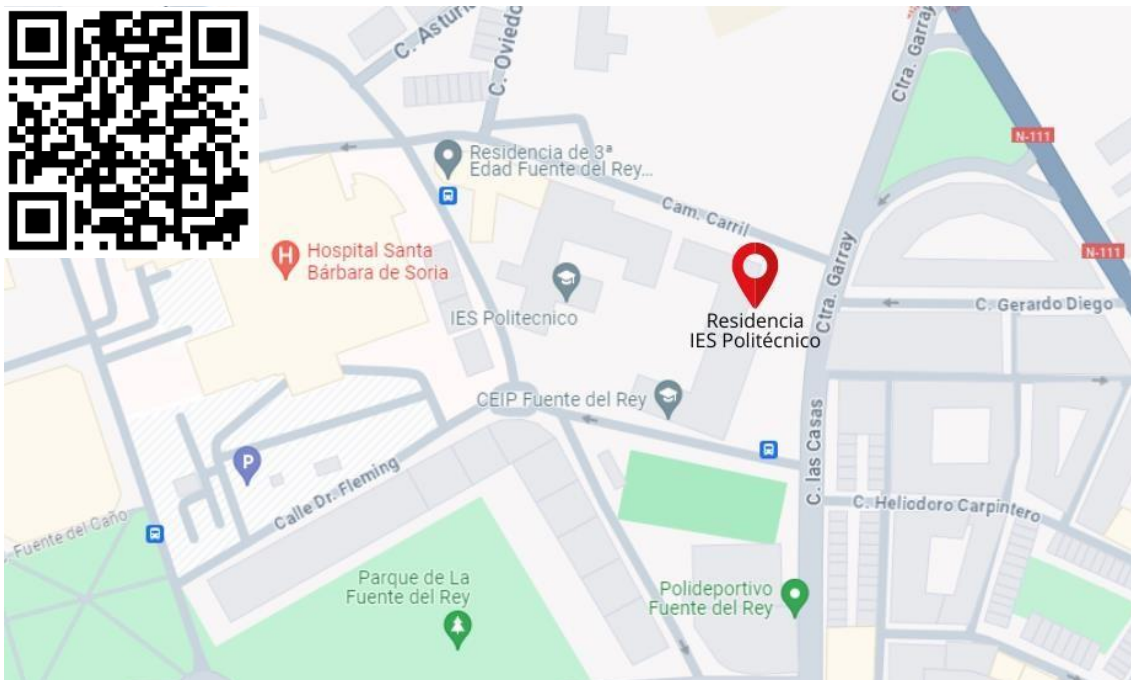 C. Asturia
C. Oviedo
Ctra. Garray
N-111
Residencia de 3ª
Edad Fuente del Rey...
Cam. Carril
Hospital Santa
Bárbara de Soria
Ctra. Garray
N-111
IES Politecnico
Residencia
IES Politécnico
C. Gerardo Diego
CEIP Fuente del Rey
C. las Casas
P
Calle Dr. Fleming
C. Heliodoro Carpintero
Fuente del Caño
Parque de La
Fuente del Rey
Polideportivo
Fuente del Rey
H